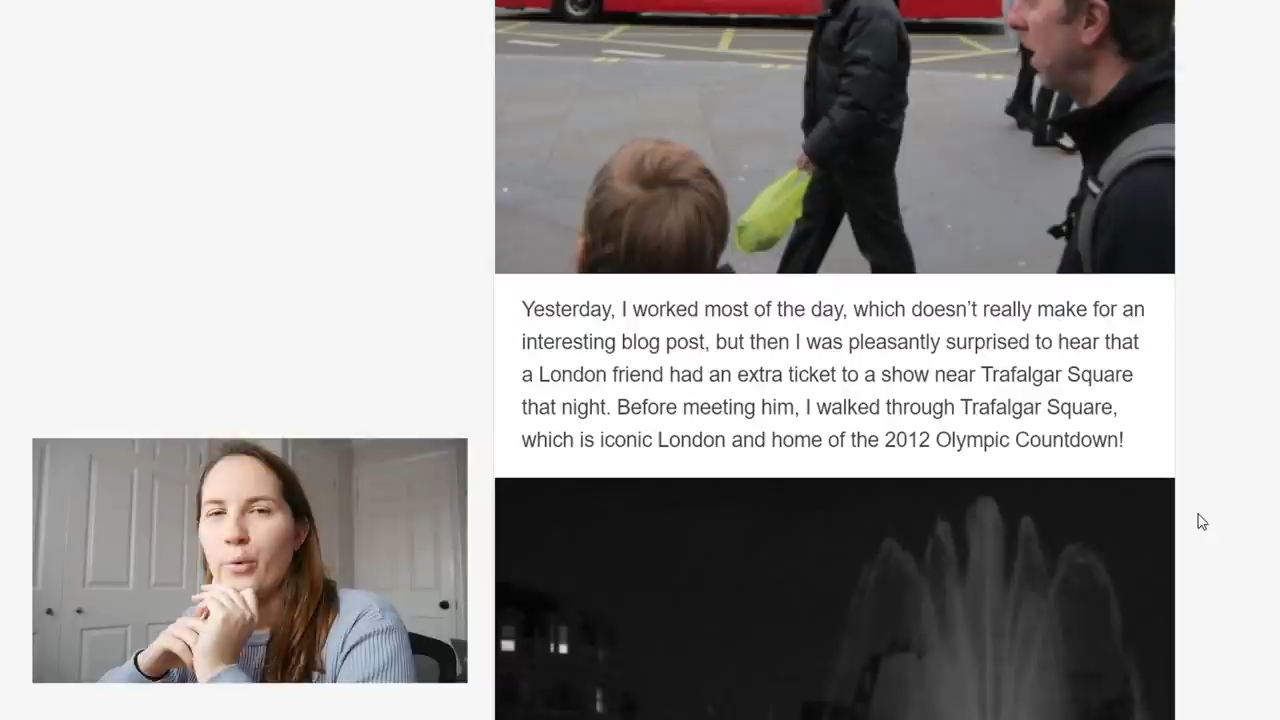 Yesterday, I worked most of the day, which doesn’t really make for an
interesting blog post, but then I was pleasantly surprised to hear that
a London friend had an extra ticket to a show near Trafalgar Square
that night. Before meeting him, I walked through Trafalgar Square,
which is iconic London and home of the 2012 Olympic Countdown!